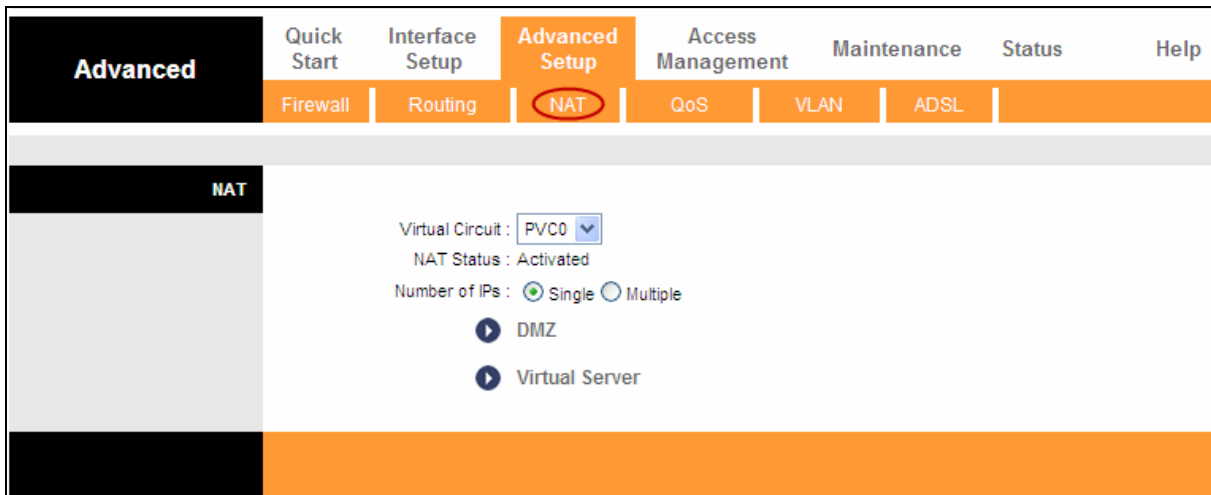 Advanced
Quick Start
Interface Setup
Advanced Setup
Access Management
Maintenance
Status
Help
Firewall
Routing
NAT
QoS
VLAN
ADSL
NAT
Virtual Circuit : PVC0
NAT Status : Activated
Number of IPs : Single Multiple
DMZ
Virtual Server